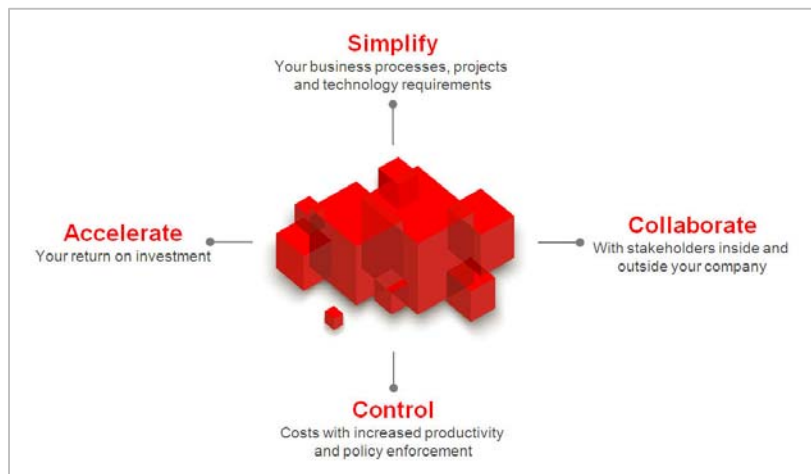 Simplify
Your business processes, projects
and technology requirements
Accelerate
Your return on investment
Collaborate
With stakeholders inside and
outside your company
Control
Costs with increased productivity
and policy enforcement